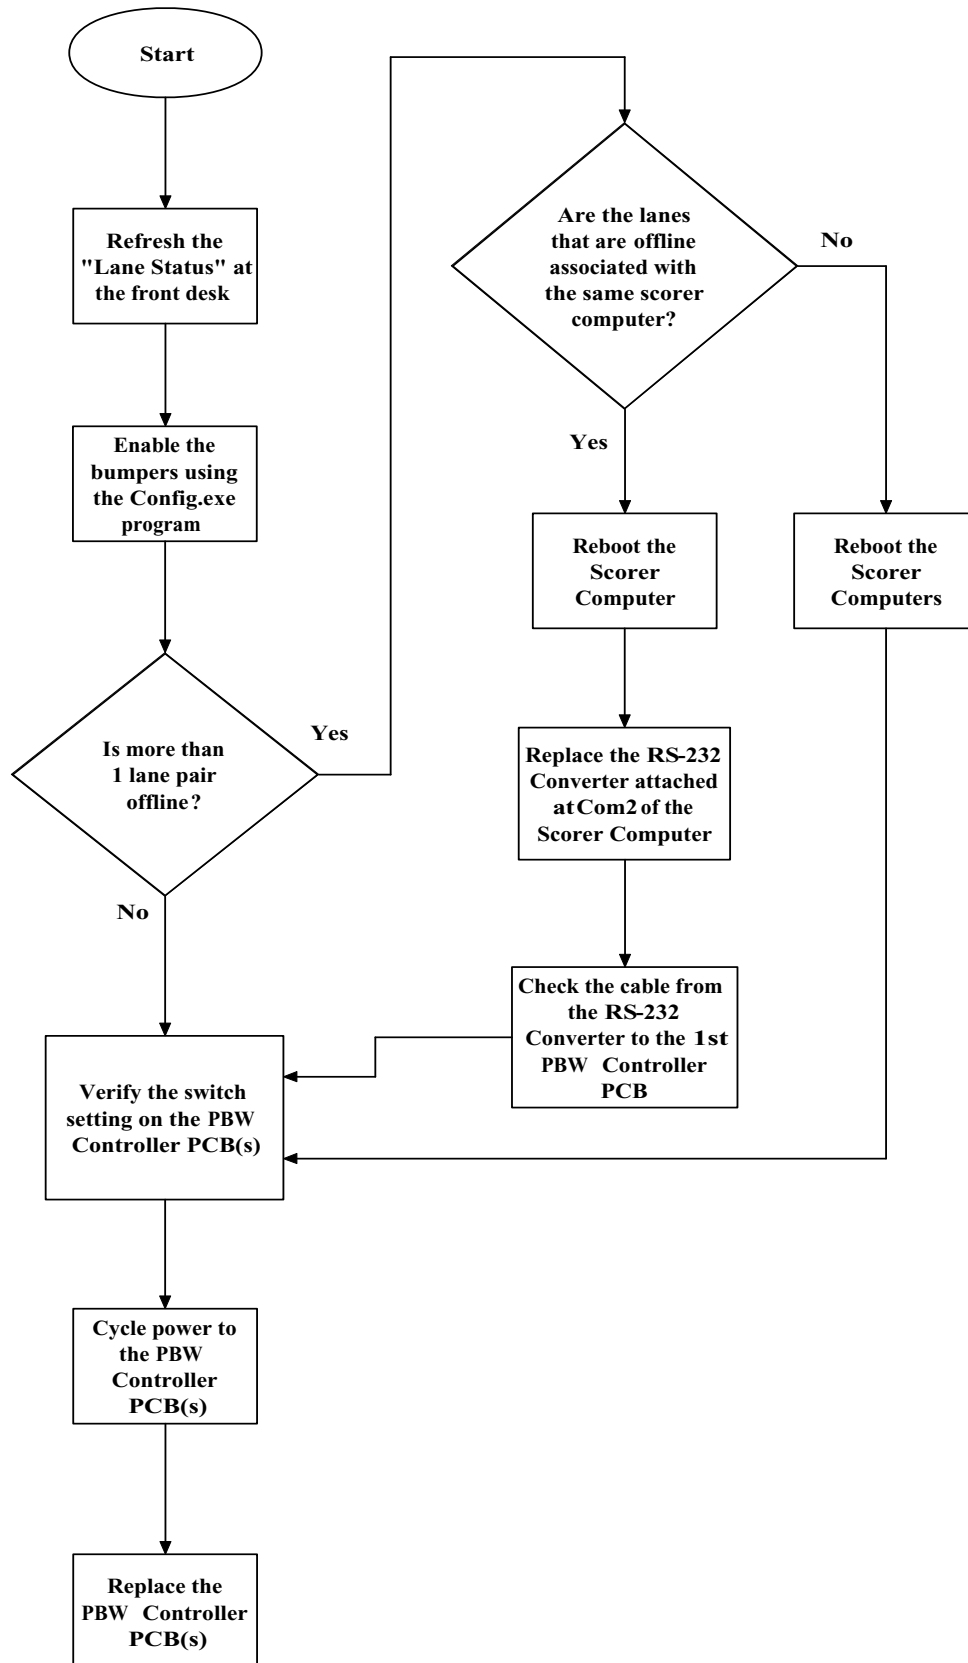 Start
Refresh the
"Lane Status" at
the front desk
Enable the
bumpers using
the Config.exe
program
Is more than
1 lane pair
offline?
Yes
No
Are the lanes
that are offline
associated with
the same scorer
computer?
No
Yes
Reboot the
Scorer
Computer
Reboot the
Scorer
Computers
Replace the RS-232
Converter attached
at Com2 of the
Scorer Computer
Check the cable from
the RS-232
Converter to the 1st
PBW Controller
PCB
Verify the switch
setting on the PBW
Controller PCB(s)
Cycle power to
the PBW
Controller
PCB(s)
Replace the
PBW Controller
PCB(s)